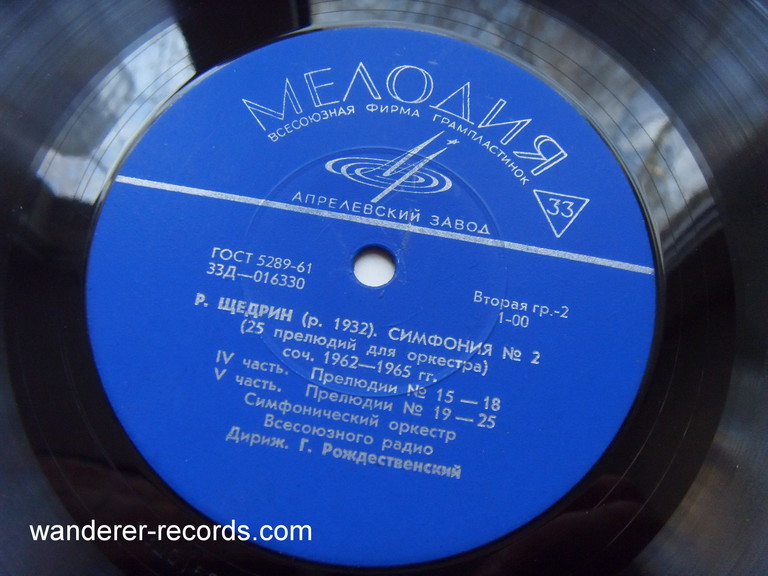 МЕЛОДИЯ
ВСЕСОЮЗНАЯ ФИРМА ГРАМПЛАСТИНОК
33
АПРЕЛЕВСКИЙ ЗАВОД
ГОСТ 5289-61
33Д—016330
Вторая гр.-2
1-00
Р. ЩЕДРИН (р. 1932). СИМФОНИЯ № 2
(25 прелюдий для оркестра)
соч. 1962—1965 гг.
IV часть. Прелюдии № 15—18
V часть. Прелюдии № 19—25
Симфонический оркестр
Всесоюзного радио
Дириж. Г. Рождественский
wanderer-records.com